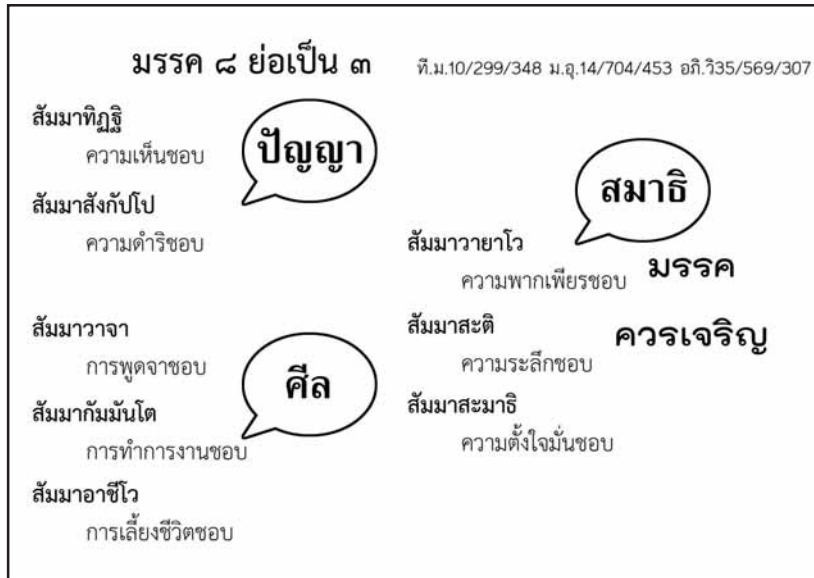 มรรค ๘ ย่อเป็น ๓
ที.ม.10/299/348 ม.อุ.14/704/453 อภิ.วิ35/569/307
สัมมาทิฏฐิ
ความเห็นชอบ
ปัญญา
สัมมาสังกัปโป
ความดำริชอบ
สัมมาวาจา
การพูดจาชอบ
ศีล
สัมมากัมมันโต
การทำการงานชอบ
สัมมาอาชีโว
การเลี้ยงชีวิตชอบ
สมาธิ
สัมมาวายาโว
ความพากเพียรชอบ
มรรค
สัมมาสะติ
ควรเจริญ
ความระลึกชอบ
สัมมาสะมาธิ
ความตั้งใจมั่นชอบ